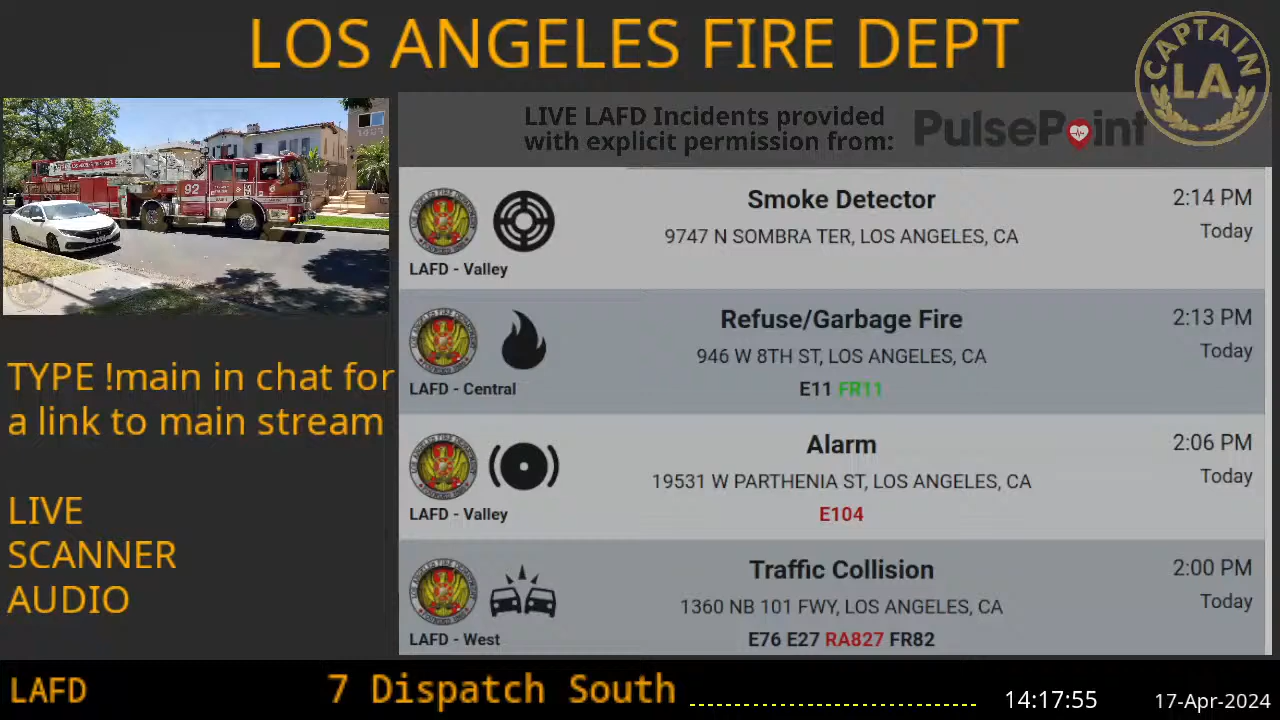 LOS ANGELES FIRE DEPT
CAPTAIN
LA
LIVE LAFD Incidents provided
with explicit permission from:
PulsePoint
92
TYPE !main in chat for
a link to main stream
LIVE
SCANNER
AUDIO
Smoke Detector
2:14 PM
9747 N SOMBRA TER, LOS ANGELES, CA
Today
LAFD - Valley
Refuse/Garbage Fire
2:13 PM
946 W 8TH ST, LOS ANGELES, CA
Today
LAFD - Central
E11 FR11
Alarm
2:06 PM
19531 W PARTHENIA ST, LOS ANGELES, CA
Today
LAFD - Valley
E104
Traffic Collision
2:00 PM
1360 NB 101 FWY, LOS ANGELES, CA
Today
LAFD - West
E76 E27 RA827 FR82
LAFD
7 Dispatch South
14:17:55
17-Apr-2024